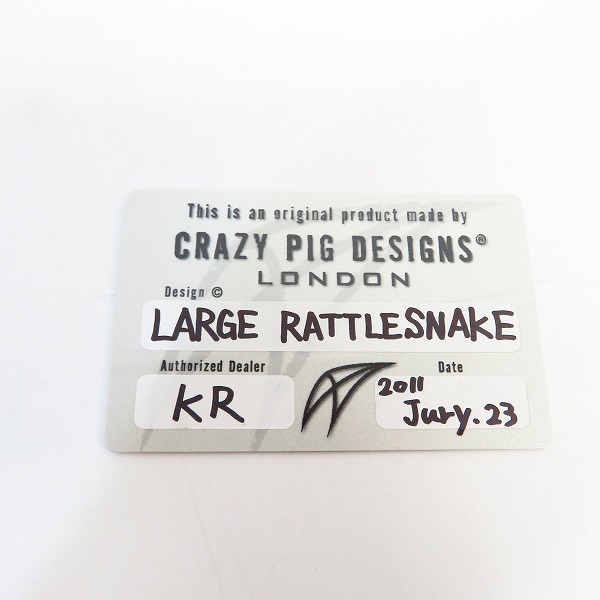 This is an original product made by
CRAZY PIG DESIGNS®
LONDON
Design ©
LARGE RATTLESNAKE
Authorized Dealer
KR
Date
2011
Jury.23